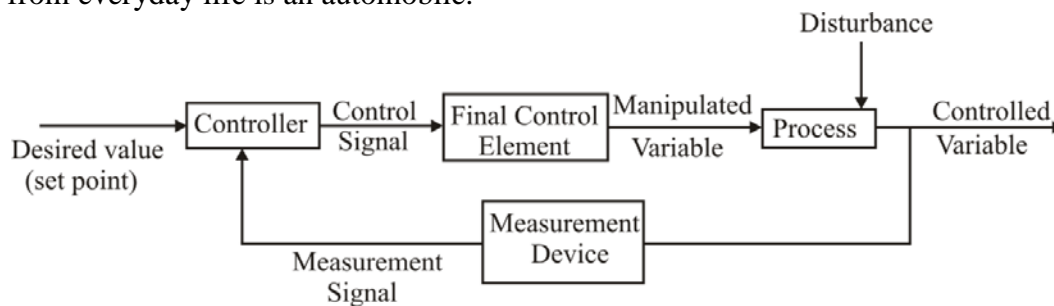 from everyday life is an automobile.
Disturbance
Desired value
(set point)
Controller
Control
Signal
Final Control
Element
Manipulated
Variable
Process
Controlled
Variable
Measurement
Device
Measurement
Signal